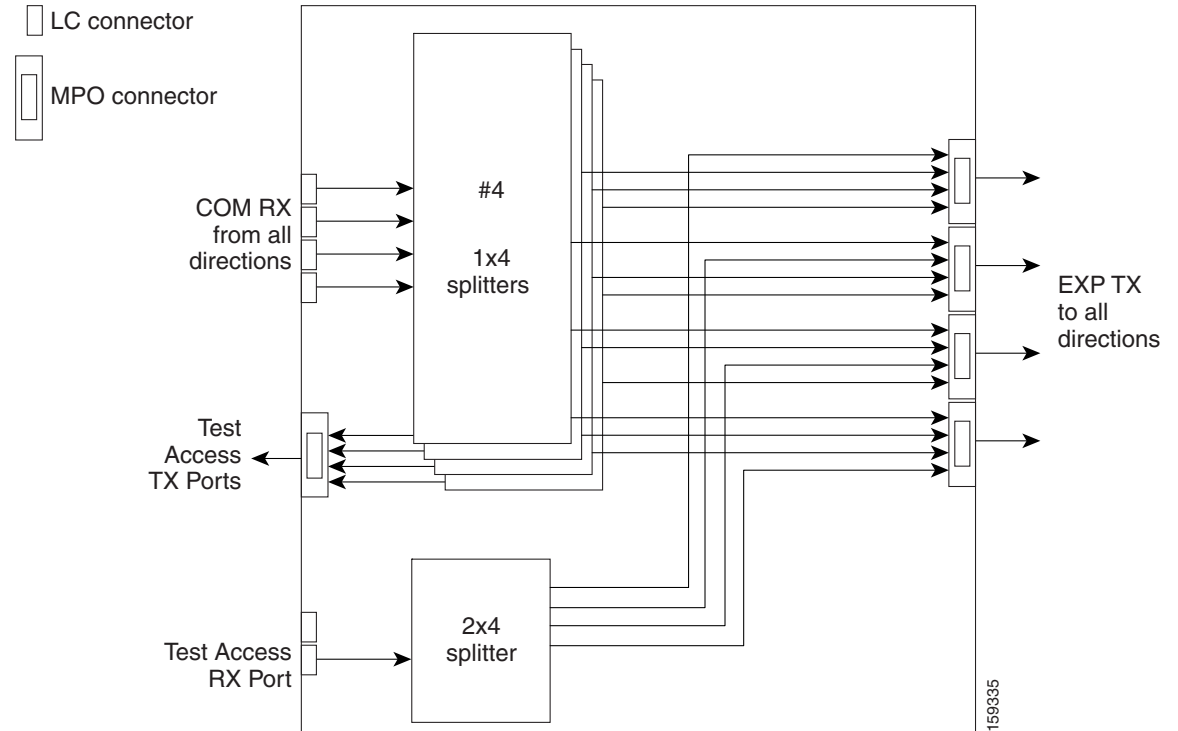 LC connector
MPO connector
#4
1x4
splitters
COM RX
from all
directions
EXP TX
to all
directions
Test
Access
TX Ports
2x4
splitter
Test Access
RX Port
159335